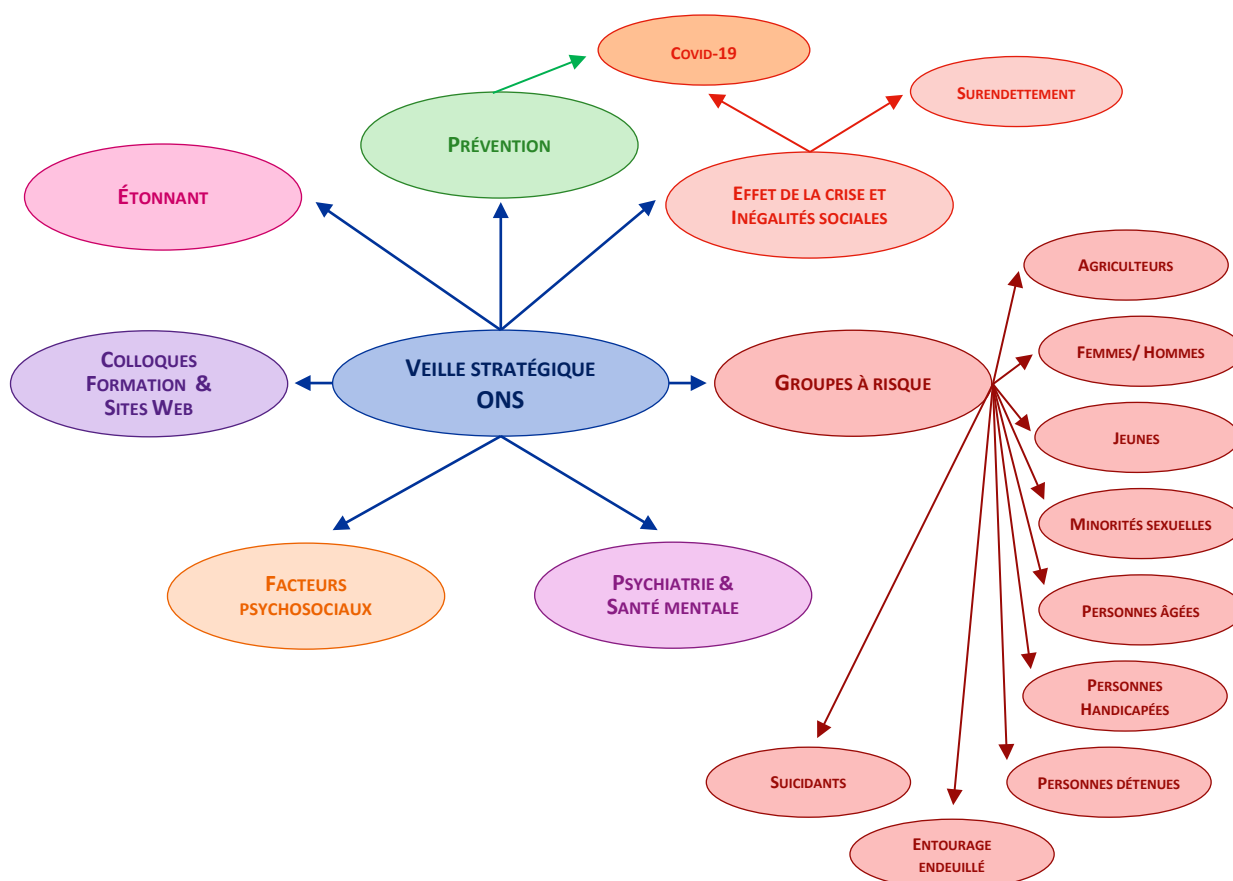 COVID-19
SURENDETTEMENT
PRÉVENTION
ÉTONNANT
EFFET DE LA CRISE ET
INÉGALITÉS SOCIALES
AGRICULTEURS
COLLOQUES
FORMATION &
SITES WEB
VEILLE STRATÉGIQUE
ONS
GROUPES À RISQUE
FEMMES/ HOMMES
JEUNES
MINORITÉS SEXUELLES
FACTEURS
PSYCHOSOCIAUX
PSYCHIATRIE &
SANTÉ MENTALE
PERSONNES ÂGÉES
PERSONNES
HANDICAPÉES
SUICIDANTS
PERSONNES DÉTENUES
ENTOURAGE
ENDEUILLÉ